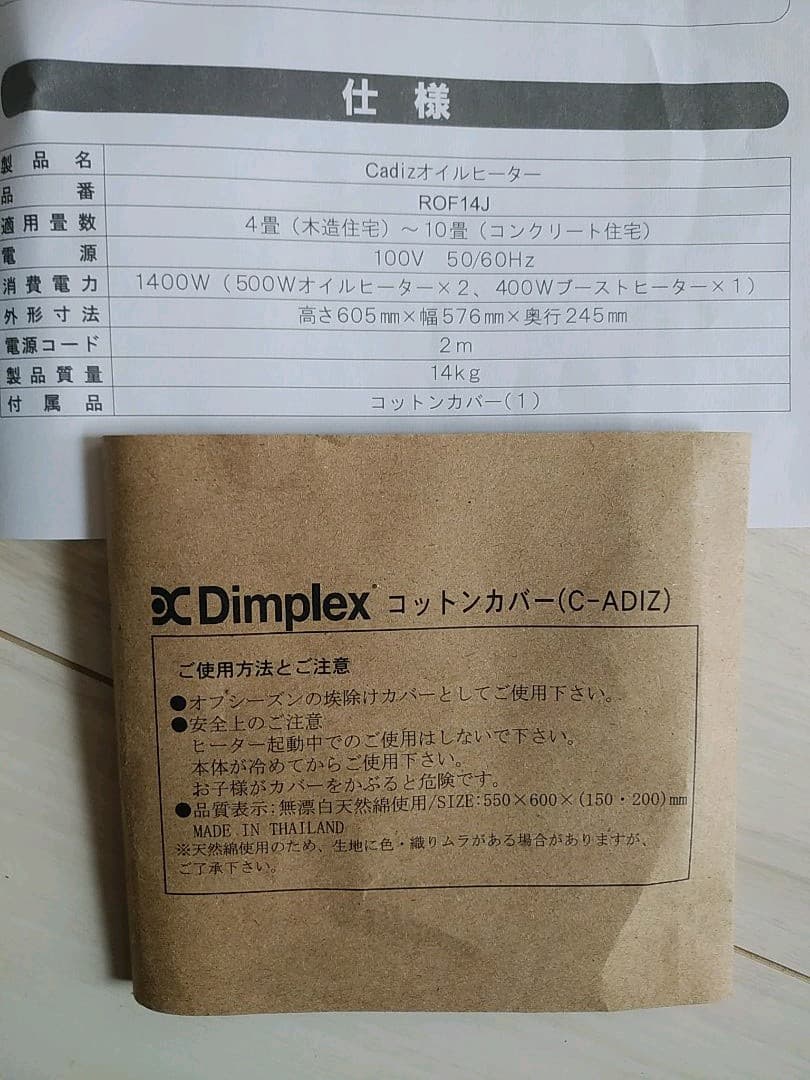 仕様
製品名 Cadizオイルヒーター
品番 ROF14J
適用畳数 4畳（木造住宅）～10畳（コンクリート住宅）
電源 100V 50/60Hz
消費電力 1400W（500Wオイルヒーター×2、400Wブーストヒーター×1）
外形寸法 高さ605㎜×幅576㎜×奥行245㎜
電源コード 2m
製品質量 14kg
付属品 コットンカバー(1)
Dimplex コットンカバー(C-ADIZ)
ご使用方法とご注意
●オフシーズンの埃除けカバーとしてご使用下さい。
●安全上のご注意
ヒーター起動中でのご使用はしないで下さい。
本体が冷めてからご使用下さい。
お子様がカバーをかぶると危険です。
●品質表示:無漂白天然綿使用/SIZE:550×600×(150・200)㎜
MADE IN THAILAND
※天然綿使用のため、生地に色・織りムラがある場合がありますが、
ご了承下さい。